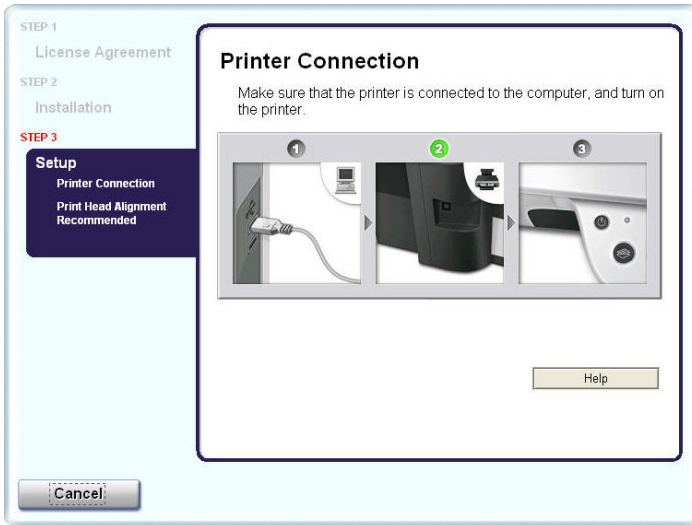 STEP 1
License Agreement
STEP 2
Installation
STEP 3
Setup
Printer Connection
Print Head Alignment
Recommended
Printer Connection
Make sure that the printer is connected to the computer, and turn on
the printer.
1
2
3
Help
Cancel